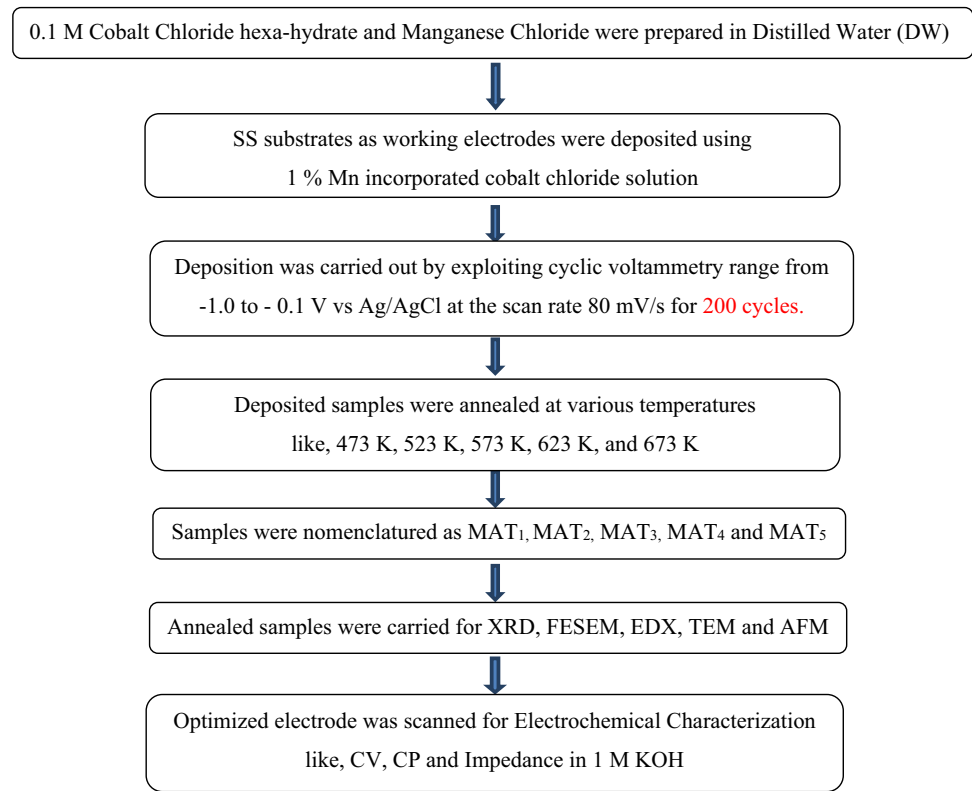 0.1 M Cobalt Chloride hexa-hydrate and Manganese Chloride were prepared in Distilled Water (DW)
SS substrates as working electrodes were deposited using
1 % Mn incorporated cobalt chloride solution
Deposition was carried out by exploiting cyclic voltammetry range from
-1.0 to - 0.1 V vs Ag/AgCl at the scan rate 80 mV/s for 200 cycles.
Deposited samples were annealed at various temperatures
like, 473 K, 523 K, 573 K, 623 K, and 673 K
Samples were nomenclatured as MAT₁, MAT₂, MAT₃, MAT₄ and MAT₅
Annealed samples were carried for XRD, FESEM, EDX, TEM and AFM
Optimized electrode was scanned for Electrochemical Characterization
like, CV, CP and Impedance in 1 M KOH